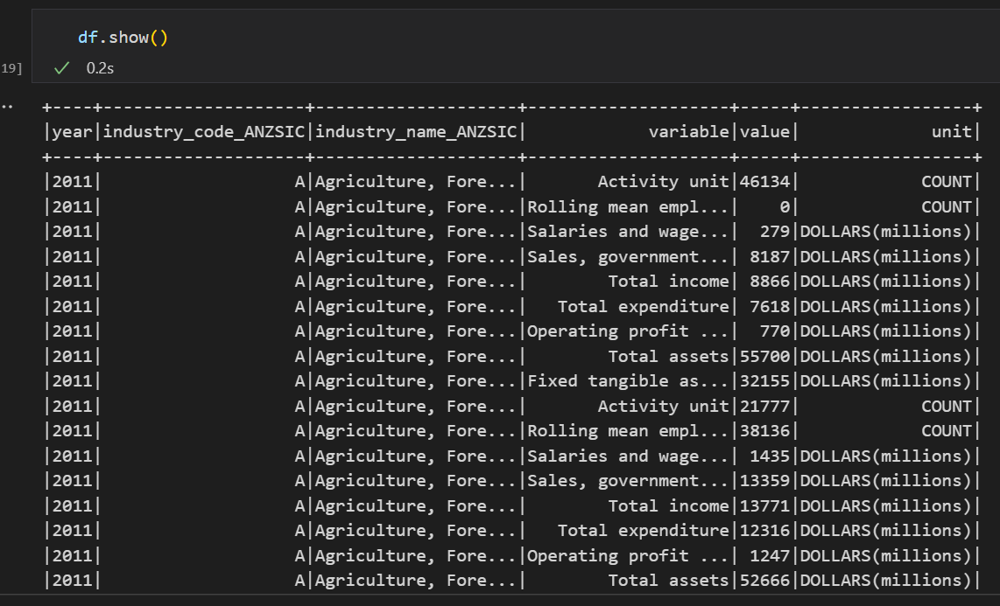 df.show()
19] 0.2s
+----+--------------------+--------------------+--------------------+-----+-----------------+
|year|industry_code_ANZSIC|industry_name_ANZSIC|            variable|value|             unit|
+----+--------------------+--------------------+--------------------+-----+-----------------+
|2011|                   A|Agriculture, Fore...|       Activity unit|46134|            COUNT|
|2011|                   A|Agriculture, Fore...|Rolling mean empl...|    0|            COUNT|
|2011|                   A|Agriculture, Fore...|Salaries and wage...|  279|DOLLARS(millions)|
|2011|                   A|Agriculture, Fore...|Sales, government...| 8187|DOLLARS(millions)|
|2011|                   A|Agriculture, Fore...|        Total income| 8866|DOLLARS(millions)|
|2011|                   A|Agriculture, Fore...|   Total expenditure| 7618|DOLLARS(millions)|
|2011|                   A|Agriculture, Fore...|Operating profit ...|  770|DOLLARS(millions)|
|2011|                   A|Agriculture, Fore...|        Total assets|55700|DOLLARS(millions)|
|2011|                   A|Agriculture, Fore...|Fixed tangible as...|32155|DOLLARS(millions)|
|2011|                   A|Agriculture, Fore...|       Activity unit|21777|            COUNT|
|2011|                   A|Agriculture, Fore...|Rolling mean empl...|38136|            COUNT|
|2011|                   A|Agriculture, Fore...|Salaries and wage...| 1435|DOLLARS(millions)|
|2011|                   A|Agriculture, Fore...|Sales, government...|13359|DOLLARS(millions)|
|2011|                   A|Agriculture, Fore...|        Total income|13771|DOLLARS(millions)|
|2011|                   A|Agriculture, Fore...|   Total expenditure|12316|DOLLARS(millions)|
|2011|                   A|Agriculture, Fore...|Operating profit ...| 1247|DOLLARS(millions)|
|2011|                   A|Agriculture, Fore...|        Total assets|52666|DOLLARS(millions)|